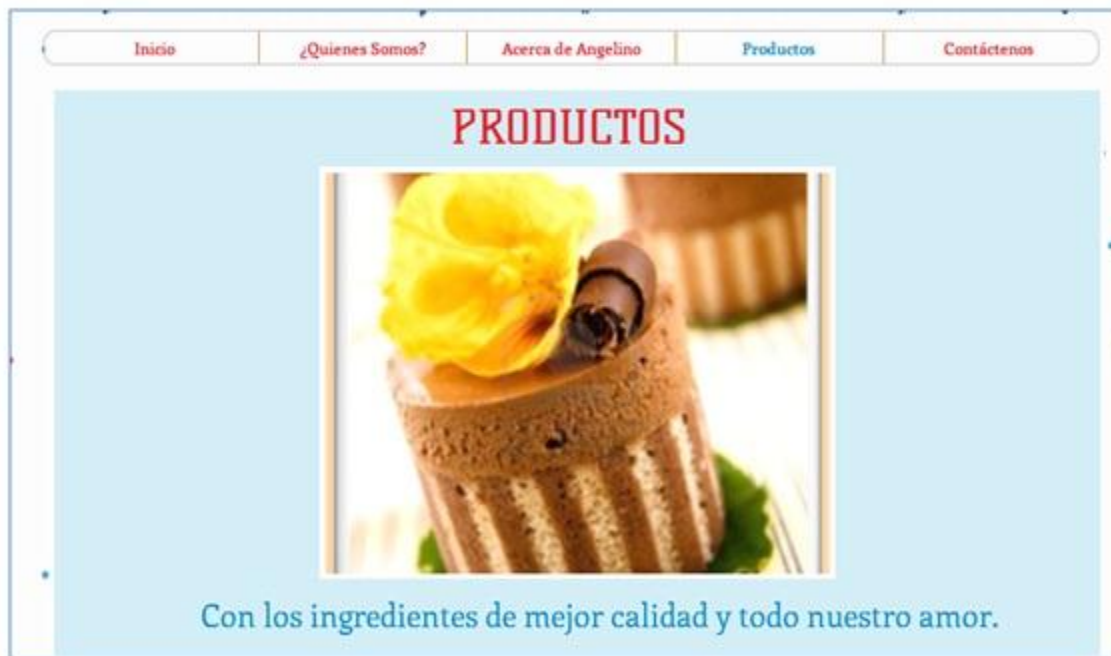 Inicio ¿Quienes Somos? Acerca de Angelino Productos Contáctenos
PRODUCTOS
Con los ingredientes de mejor calidad y todo nuestro amor.